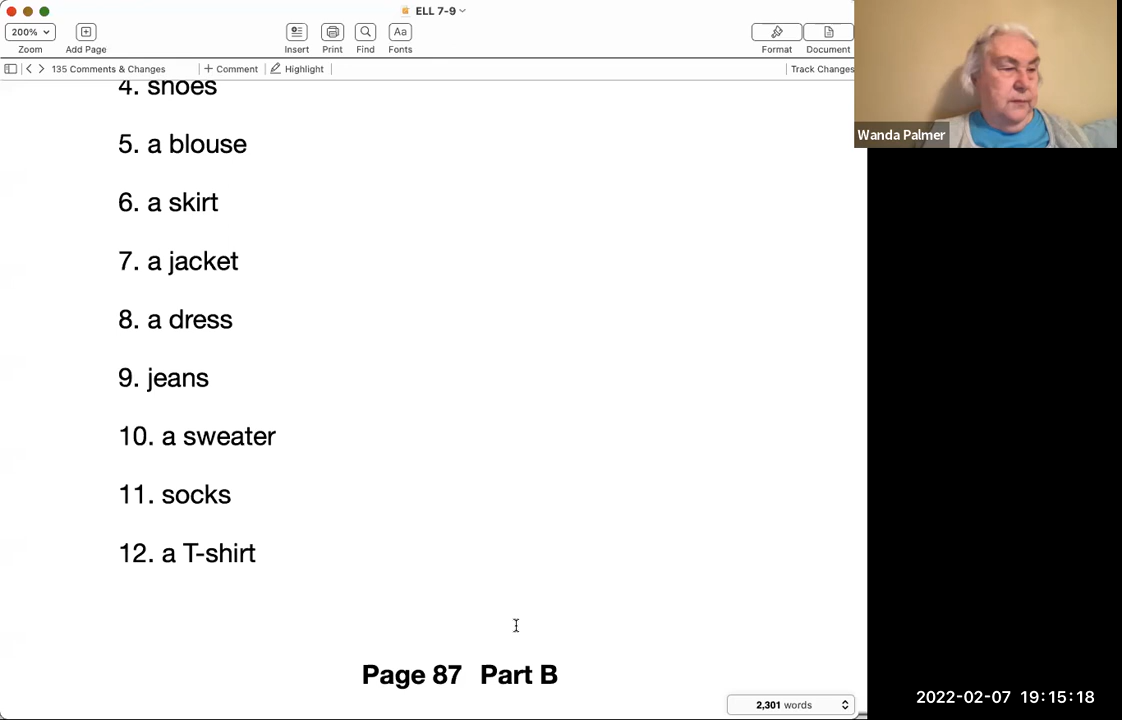 ELL 7-9
200%
Zoom
Add Page
Insert
Print
Find
Fonts
Format
Document
135 Comments & Changes
+ Comment
Highlight
Track Changes
4. shoes
5. a blouse
6. a skirt
7. a jacket
8. a dress
9. jeans
10. a sweater
11. socks
12. a T-shirt
Page 87 Part B
2,301 words
Wanda Palmer
2022-02-07 19:15:18